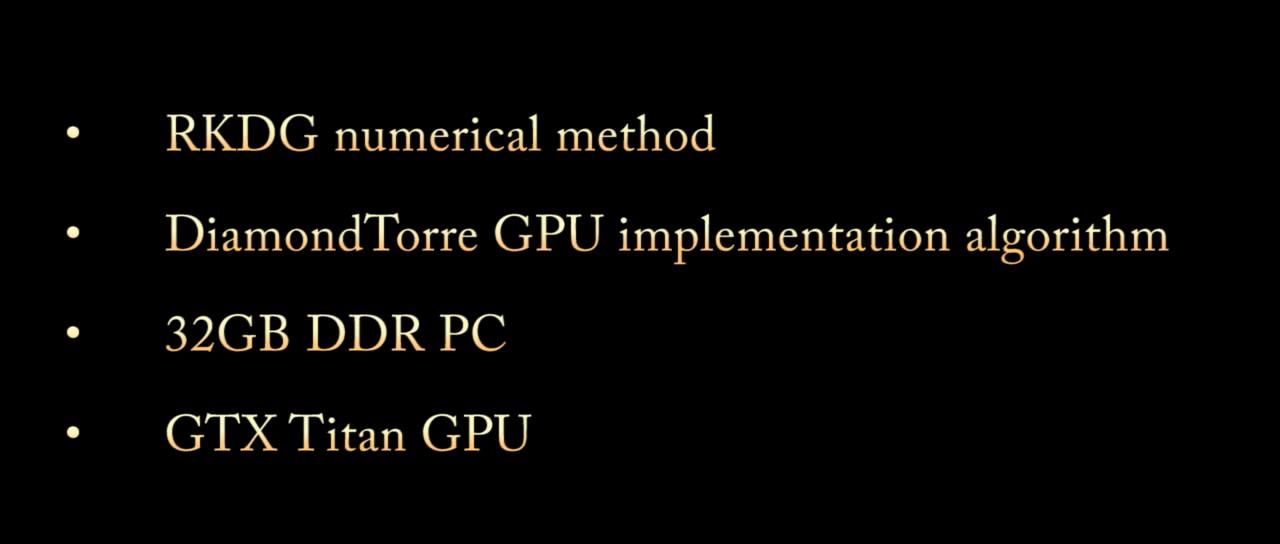 • RKDG numerical method
• DiamondTorre GPU implementation algorithm
• 32GB DDR PC
• GTX Titan GPU